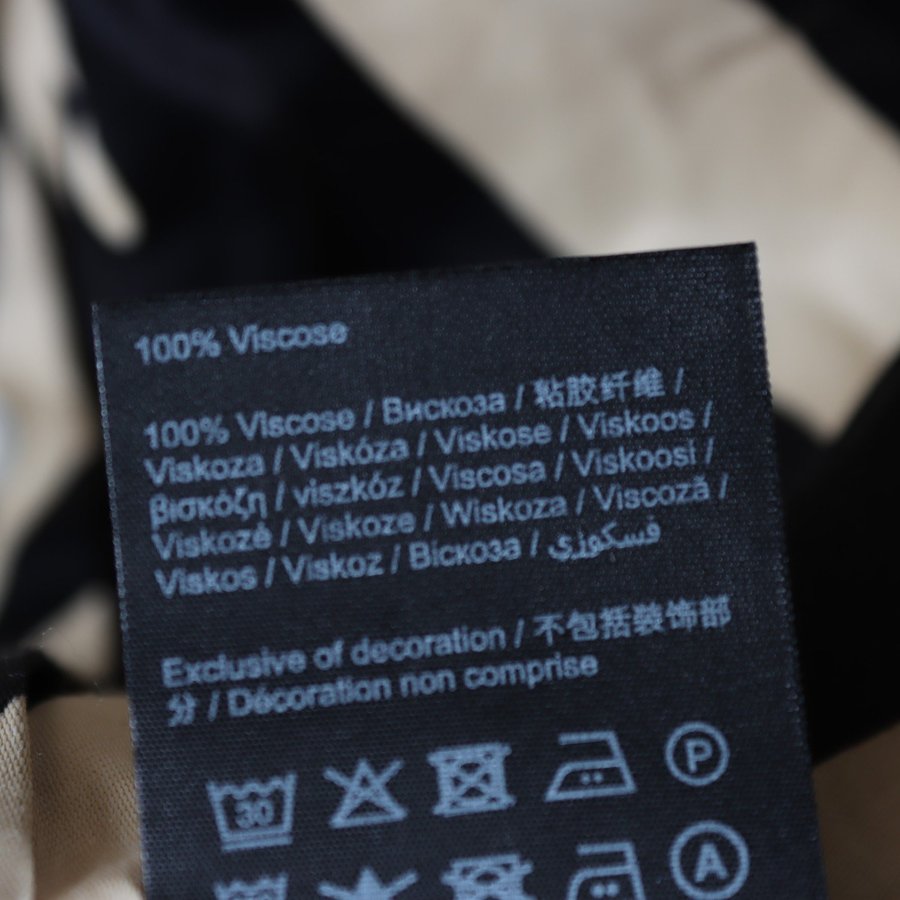 100% Viscose
100% Viscose / Вискоза / 粘胶纤维 /
Viskoza / Viskóza / Viskose / Viskoos /
βισκόζη / viszkóz / Viscosa / Viskoosi /
Viskozė / Viskoze / Wiskoza / Viscoză /
Viskos / Viskoz / Віскоза / فسكوزي
Exclusive of decoration / 不包括装饰部
分 / Décoration non comprise
30 P
A